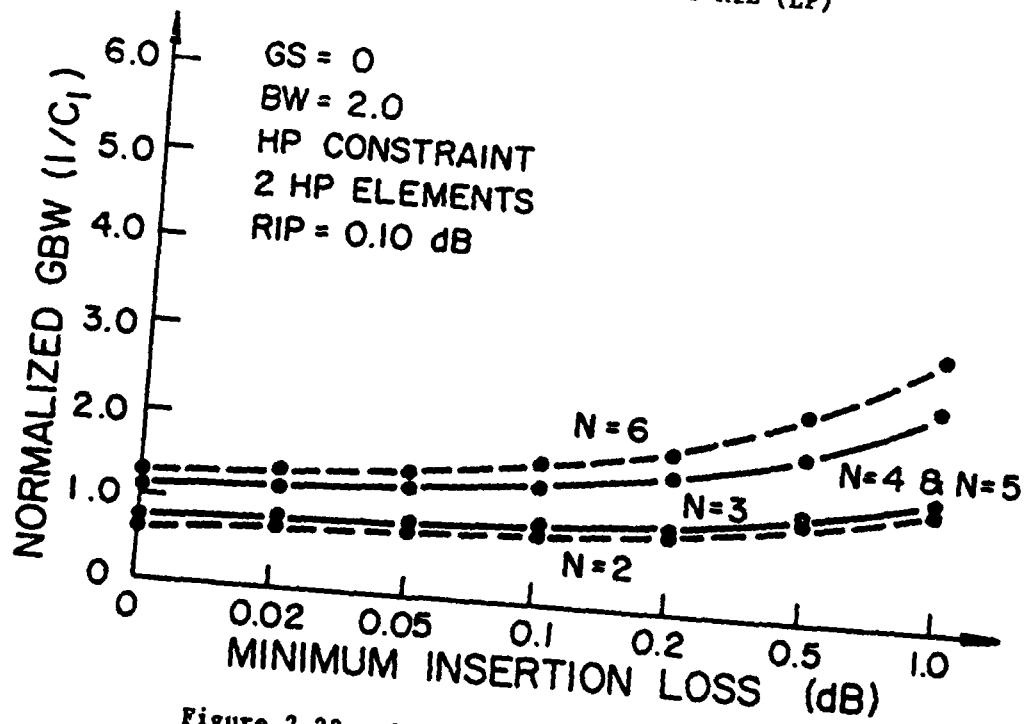 (LP)
6.0
5.0
4.0
3.0
2.0
1.0
0
NORMALIZED GBW (1/C1)
GS = 0
BW = 2.0
HP CONSTRAINT
2 HP ELEMENTS
RIP = 0.10 dB
N=6
N=4 & N=5
N=3
N=2
0 0.02 0.05 0.1 0.2 0.5 1.0
MINIMUM INSERTION LOSS (dB)